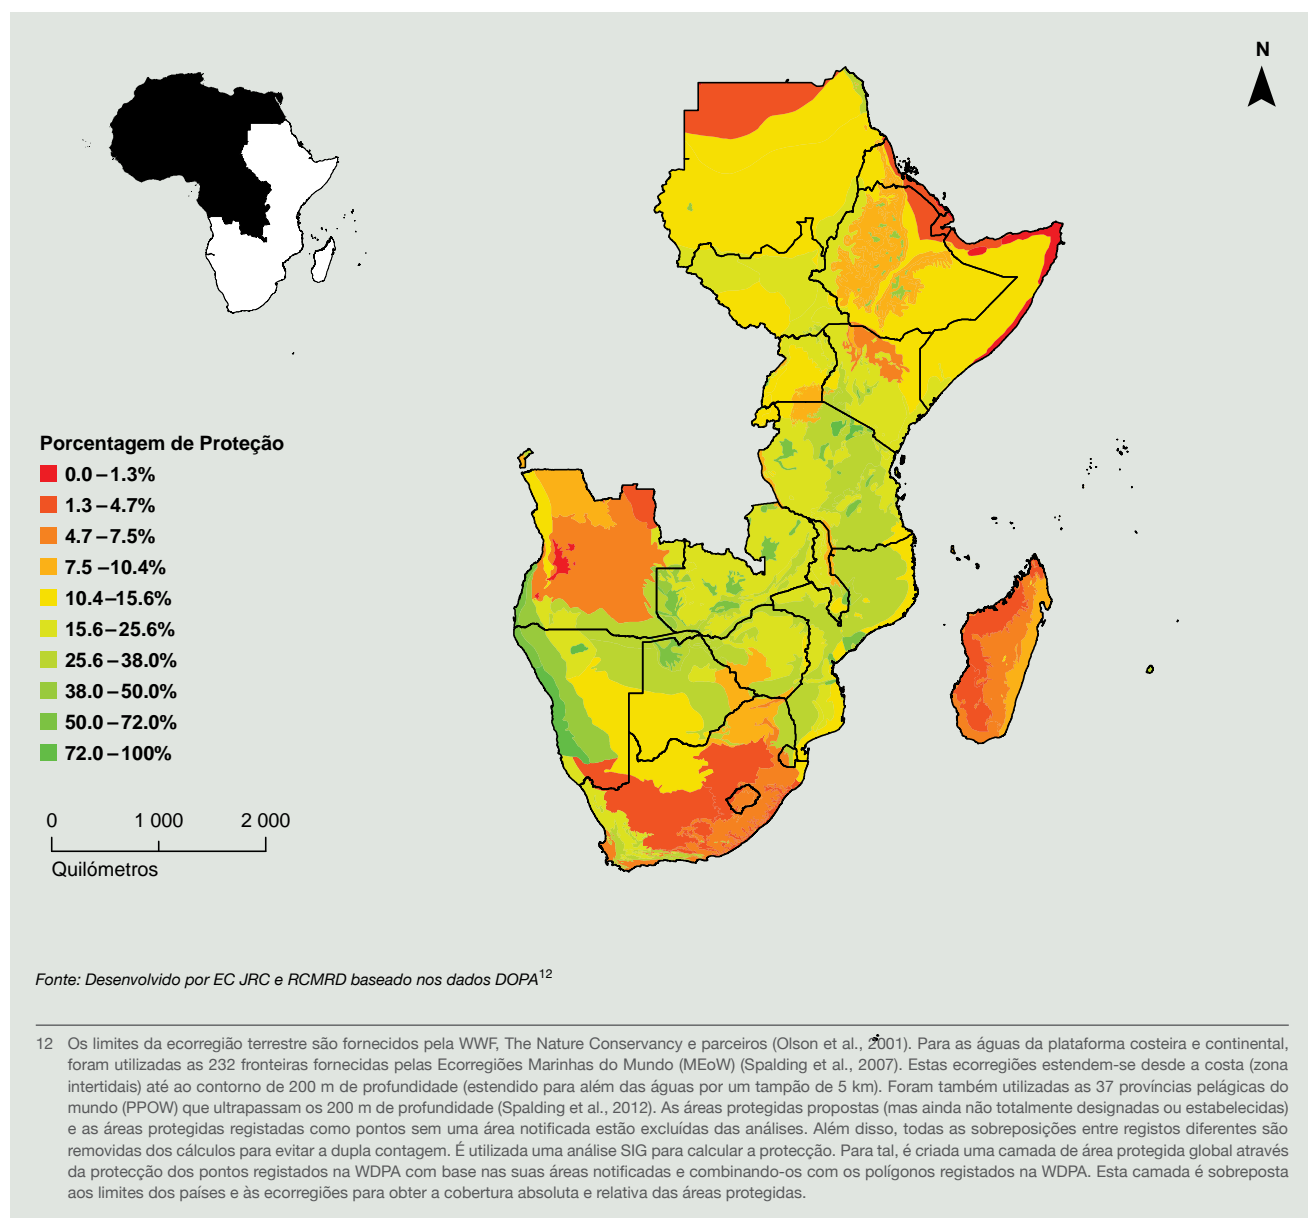 N
Porcentagem de Proteção
0.0 – 1.3%
1.3 – 4.7%
4.7 – 7.5%
7.5 – 10.4%
10.4 – 15.6%
15.6 – 25.6%
25.6 – 38.0%
38.0 – 50.0%
50.0 – 72.0%
72.0 – 100%
0 1 000 2 000
Quilómetros
Fonte: Desenvolvido por EC JRC e RCMRD baseado nos dados DOPA12
12 Os limites da ecorregião terrestre são fornecidos pela WWF, The Nature Conservancy e parceiros (Olson et al., 2001). Para as águas da plataforma costeira e continental,
foram utilizadas as 232 fronteiras fornecidas pelas Ecorregiões Marinhas do Mundo (MEoW) (Spalding et al., 2007). Estas ecorregiões estendem-se desde a costa (zona
intertidais) até ao contorno de 200 m de profundidade (estendido para além das águas por um tampão de 5 km). Foram também utilizadas as 37 províncias pelágicas do
mundo (PPOW) que ultrapassam os 200 m de profundidade (Spalding et al., 2012). As áreas protegidas propostas (mas ainda não totalmente designadas ou estabelecidas)
e as áreas protegidas registadas como pontos sem uma área notificada estão excluídas das análises. Além disso, todas as sobreposições entre registos diferentes são
removidas dos cálculos para evitar a dupla contagem. É utilizada uma análise SIG para calcular a protecção. Para tal, é criada uma camada de área protegida global através
da protecção dos pontos registados na WDPA com base nas suas áreas notificadas e combinando-os com os polígonos registados na WDPA. Esta camada é sobreposta
aos limites dos países e às ecorregiões para obter a cobertura absoluta e relativa das áreas protegidas.